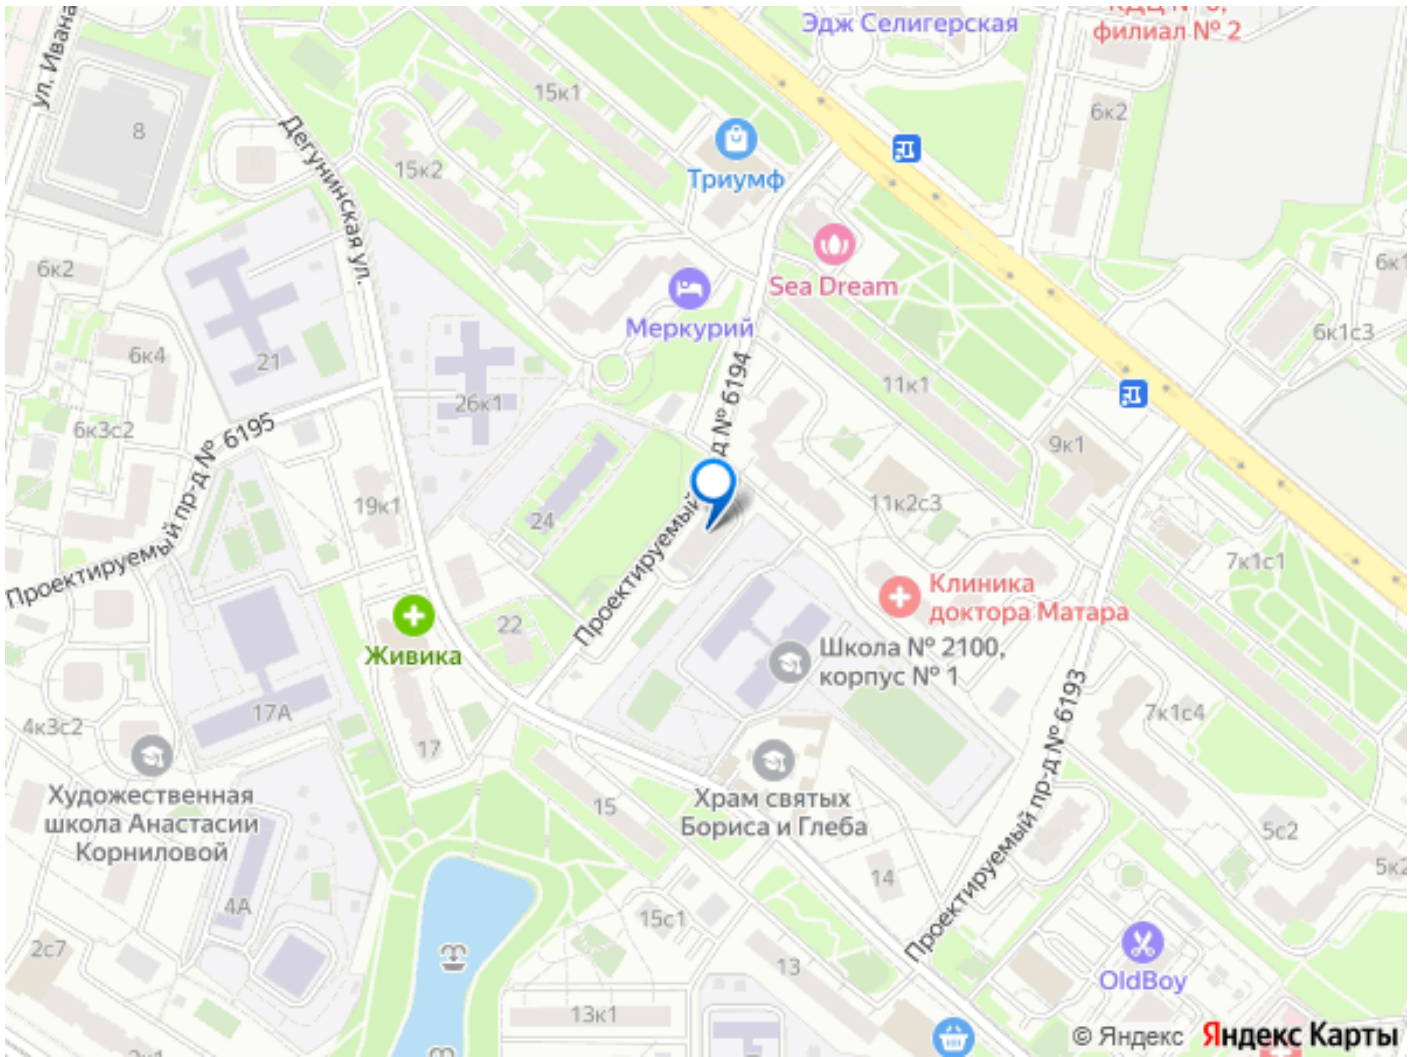 Эдж Селигерская
филиал № 2
ул. Ивана
8
15к1
6к2
Дегунинская ул.
15к2
Триумф
Sea Dream
6к2
6к1
Меркурий
6к1с3
6к4
21
26к1
11к1
6к3с2
Проектируемый пр-д № 6195
д № 6194
Проектируемый
9к1
19к1
24
11к2с3
7к1с1
Клиника
доктора Матара
22
Живика
Школа № 2100,
корпус № 1
17А
17
4к3с2
7к1с4
Проектируемый пр-д № 6193
Художественная
школа Анастасии
Корниловой
15
Храм святых
Бориса и Глеба
5с2
5к2
14
4А
15с1
2с7
13
OldBoy
13к1
© Яндекс Яндекс Карты